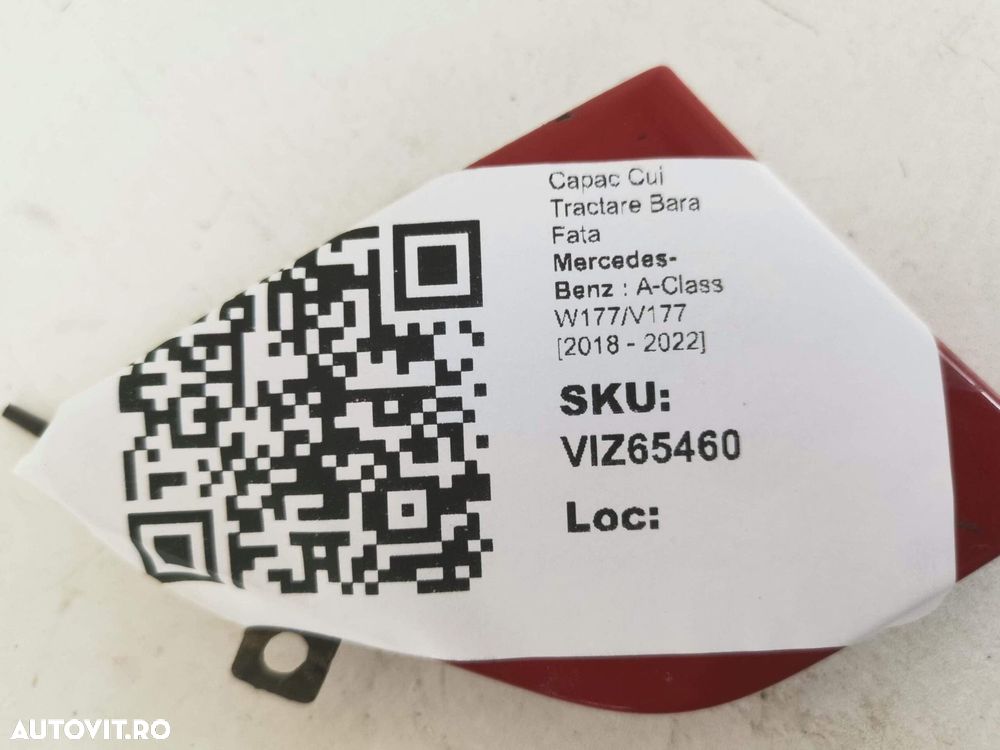 Capac Cui
Tractare Bara
Fata
Mercedes-
Benz : A-Class
W177/V177
[2018 - 2022]
SKU:
VIZ65460
Loc:
AUTOVIT.RO